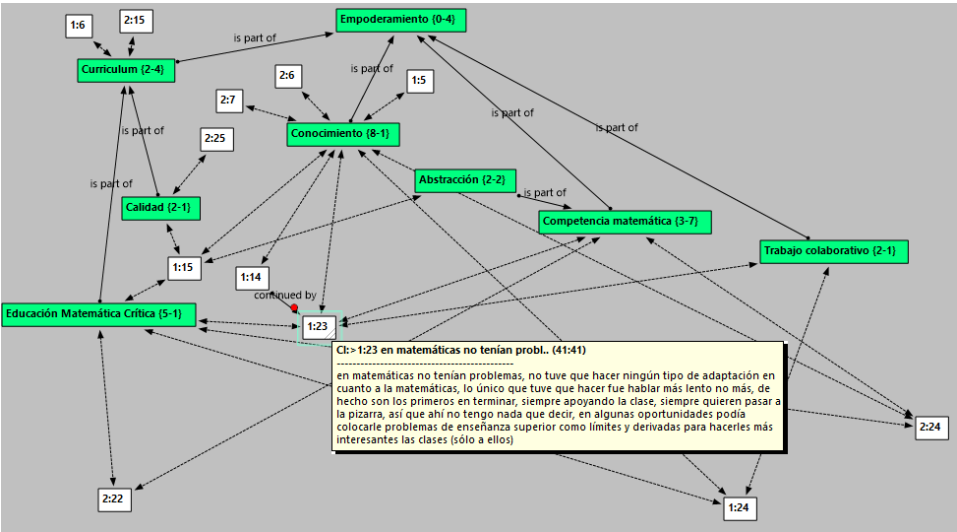 Empoderamiento {0-4}
1:6
2:15
is part of
Curriculum {2-4}
is part of
2:6
1:5
2:7
is part of
is part of
is part of
Conocimiento {8-1}
2:25
Abstracción {2-2}
is part of
is part of
Calidad {2-1}
Competencia matemática {3-7}
Trabajo colaborativo {2-1}
1:15
1:14
continued by
Educación Matemática Crítica {5-1}
1:23
CI:>1:23 en matemáticas no tenían probl.. (41:41)
en matemáticas no tenían problemas, no tuve que hacer ningún tipo de adaptación en
cuanto a la matemáticas, lo único que tuve que hacer fue hablar más lento no más, de
hecho son los primeros en terminar, siempre apoyando la clase, siempre quieren pasar a
la pizarra, así que ahí no tengo nada que decir, en algunas oportunidades podía
colocarle problemas de enseñanza superior como límites y derivadas para hacerles más
interesantes las clases (sólo a ellos)
2:24
2:22
1:24